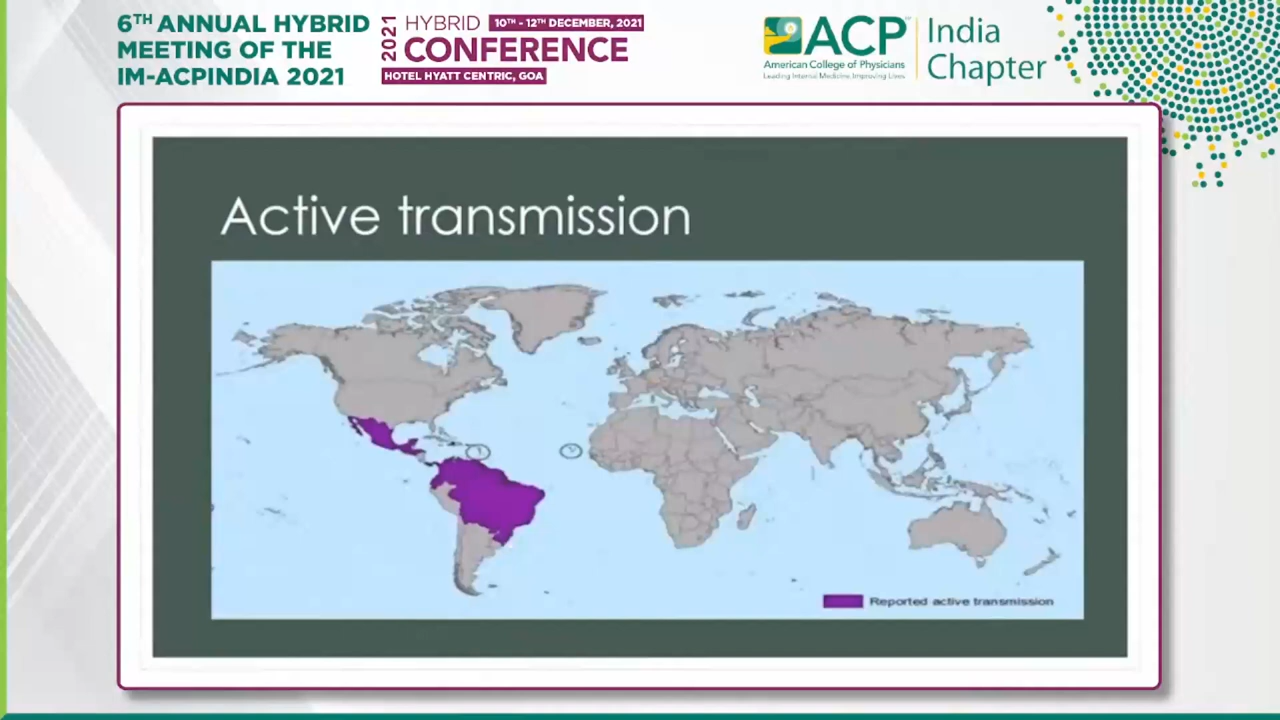 6TH ANNUAL HYBRID
MEETING OF THE
IM-ACPINDIA 2021
2021
HYBRID 10TH - 12TH DECEMBER, 2021
CONFERENCE
HOTEL HYATT CENTRIC, GOA
ACP
American College of Physicians
Leading Internal Medicine, Improving Lives
India
Chapter
Active transmission
Reported active transmission